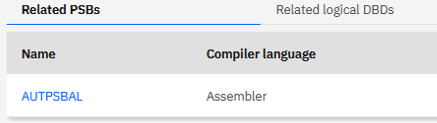 Related PSBs Related logical DBDs
Name Compiler language
AUTPSBAL Assembler